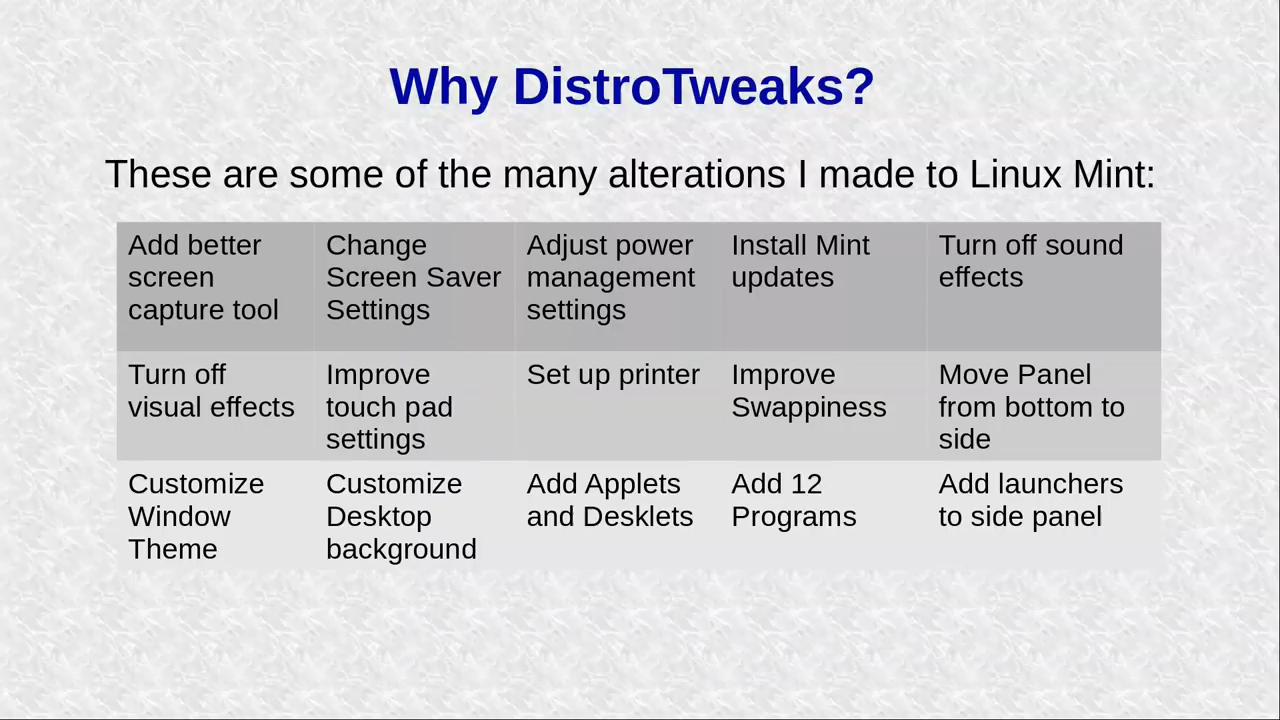 Why DistroTweaks?
These are some of the many alterations I made to Linux Mint:
Add better
screen
capture tool
Change
Screen Saver
Settings
Adjust power
management
settings
Install Mint
updates
Turn off sound
effects
Turn off
visual effects
Improve
touch pad
settings
Set up printer
Improve
Swappiness
Move Panel
from bottom to
side
Customize
Window
Theme
Customize
Desktop
background
Add Applets
and Desklets
Add 12
Programs
Add launchers
to side panel